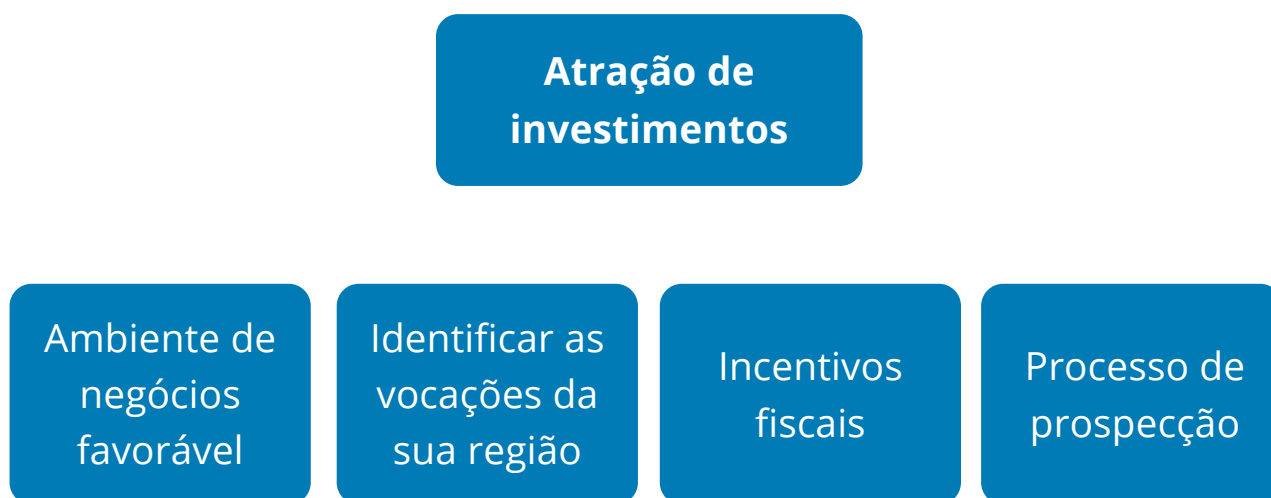 Atração de
investimentos
Ambiente de
negócios
favorável
Identificar as
vocações da
sua região
Incentivos
fiscais
Processo de
prospecção